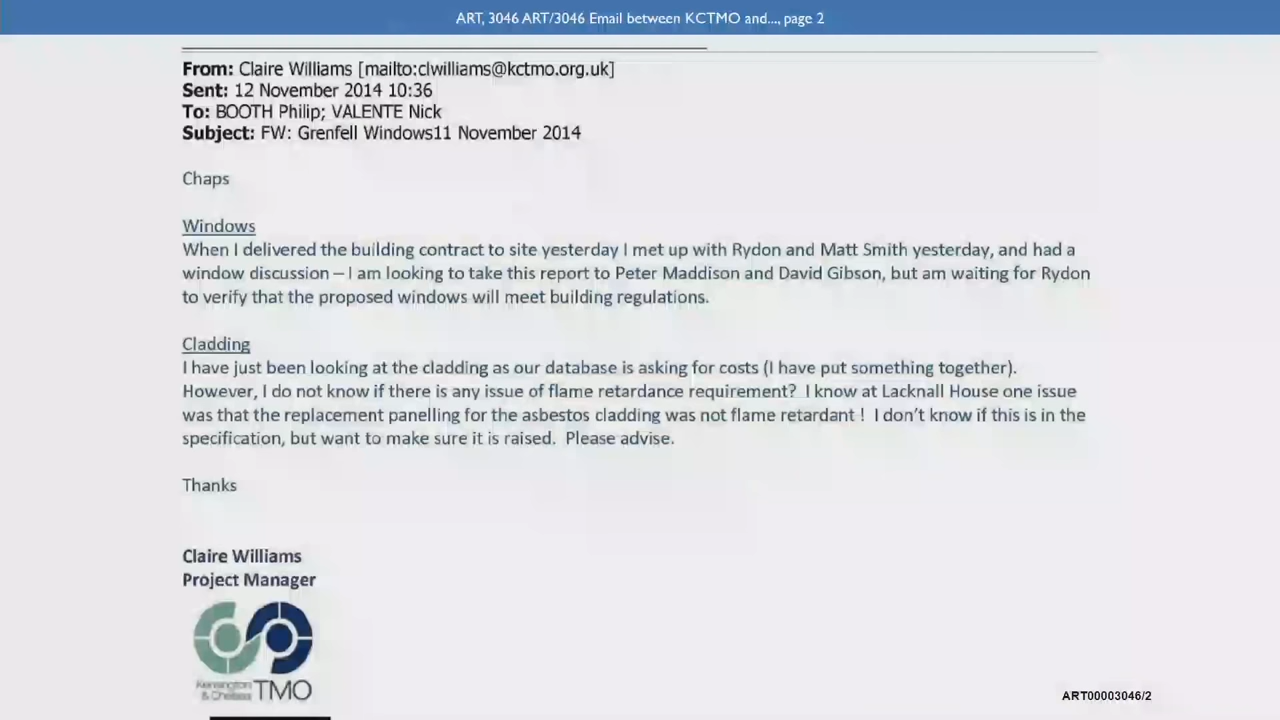 ART, 3046 ART/3046 Email between KCTMO and..., page 2
From: Claire Williams [mailto:clwilliams@kctmo.org.uk]
Sent: 12 November 2014 10:36
To: BOOTH Philip; VALENTE Nick
Subject: FW: Grenfell Windows11 November 2014
Chaps
Windows
When I delivered the building contract to site yesterday I met up with Rydon and Matt Smith yesterday, and had a
window discussion – I am looking to take this report to Peter Maddison and David Gibson, but am waiting for Rydon
to verify that the proposed windows will meet building regulations.
Cladding
I have just been looking at the cladding as our database is asking for costs (I have put something together).
However, I do not know if there is any issue of flame retardance requirement?  I know at Lacknall House one issue
was that the replacement panelling for the asbestos cladding was not flame retardant !  I don't know if this is in the
specification, but want to make sure it is raised.  Please advise.
Thanks
Claire Williams
Project Manager
Kensington
& Chelsea TMO
ART00003046/2